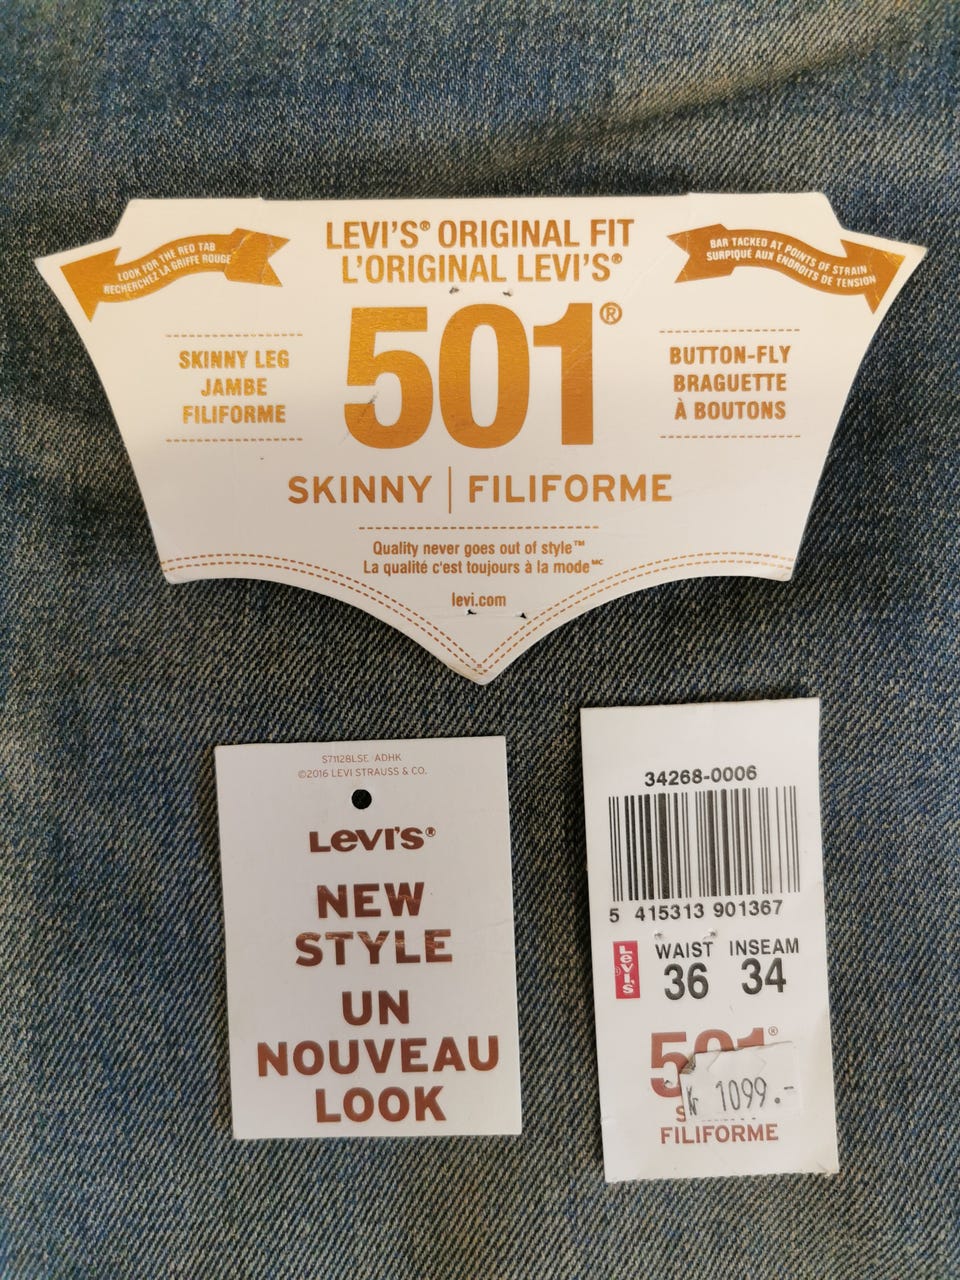 LEVI'S® ORIGINAL FIT
L'ORIGINAL LEVI'S®
LOOK FOR THE RED TAB
RECHERCHEZ LA GRIFFE ROUGE
BAR TACKED AT POINTS OF STRAIN
SURPIQUÉ AUX ENDROITS DE TENSION
501®
SKINNY LEG
JAMBE
FILIFORME
BUTTON-FLY
BRAGUETTE
À BOUTONS
SKINNY | FILIFORME
Quality never goes out of style™
La qualité c'est toujours à la mode MC
levi.com
S71128LSE ADHK
©2016 LEVI STRAUSS & CO.
LEVI'S®
NEW
STYLE
UN
NOUVEAU
LOOK
34268-0006
5 415313 901367
LEVI'S
WAIST INSEAM
36 34
501®
Kr 1099.-
FILIFORME